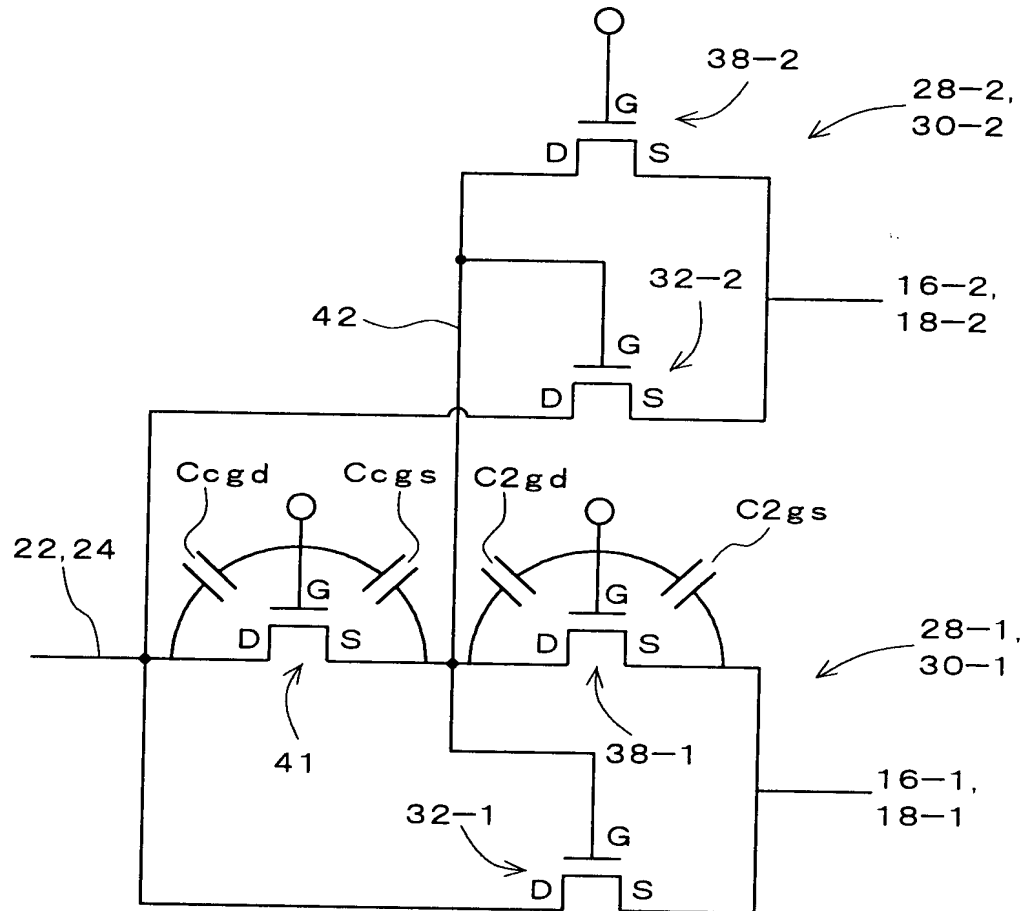 38-2
28-2,
30-2
G
D S
32-2
16-2,
18-2
42
G
D S
Ccgd Ccgs C2gd C2gs
22,24
G G
D S D S
28-1,
30-1
41 38-1
16-1,
18-1
32-1
G
D S